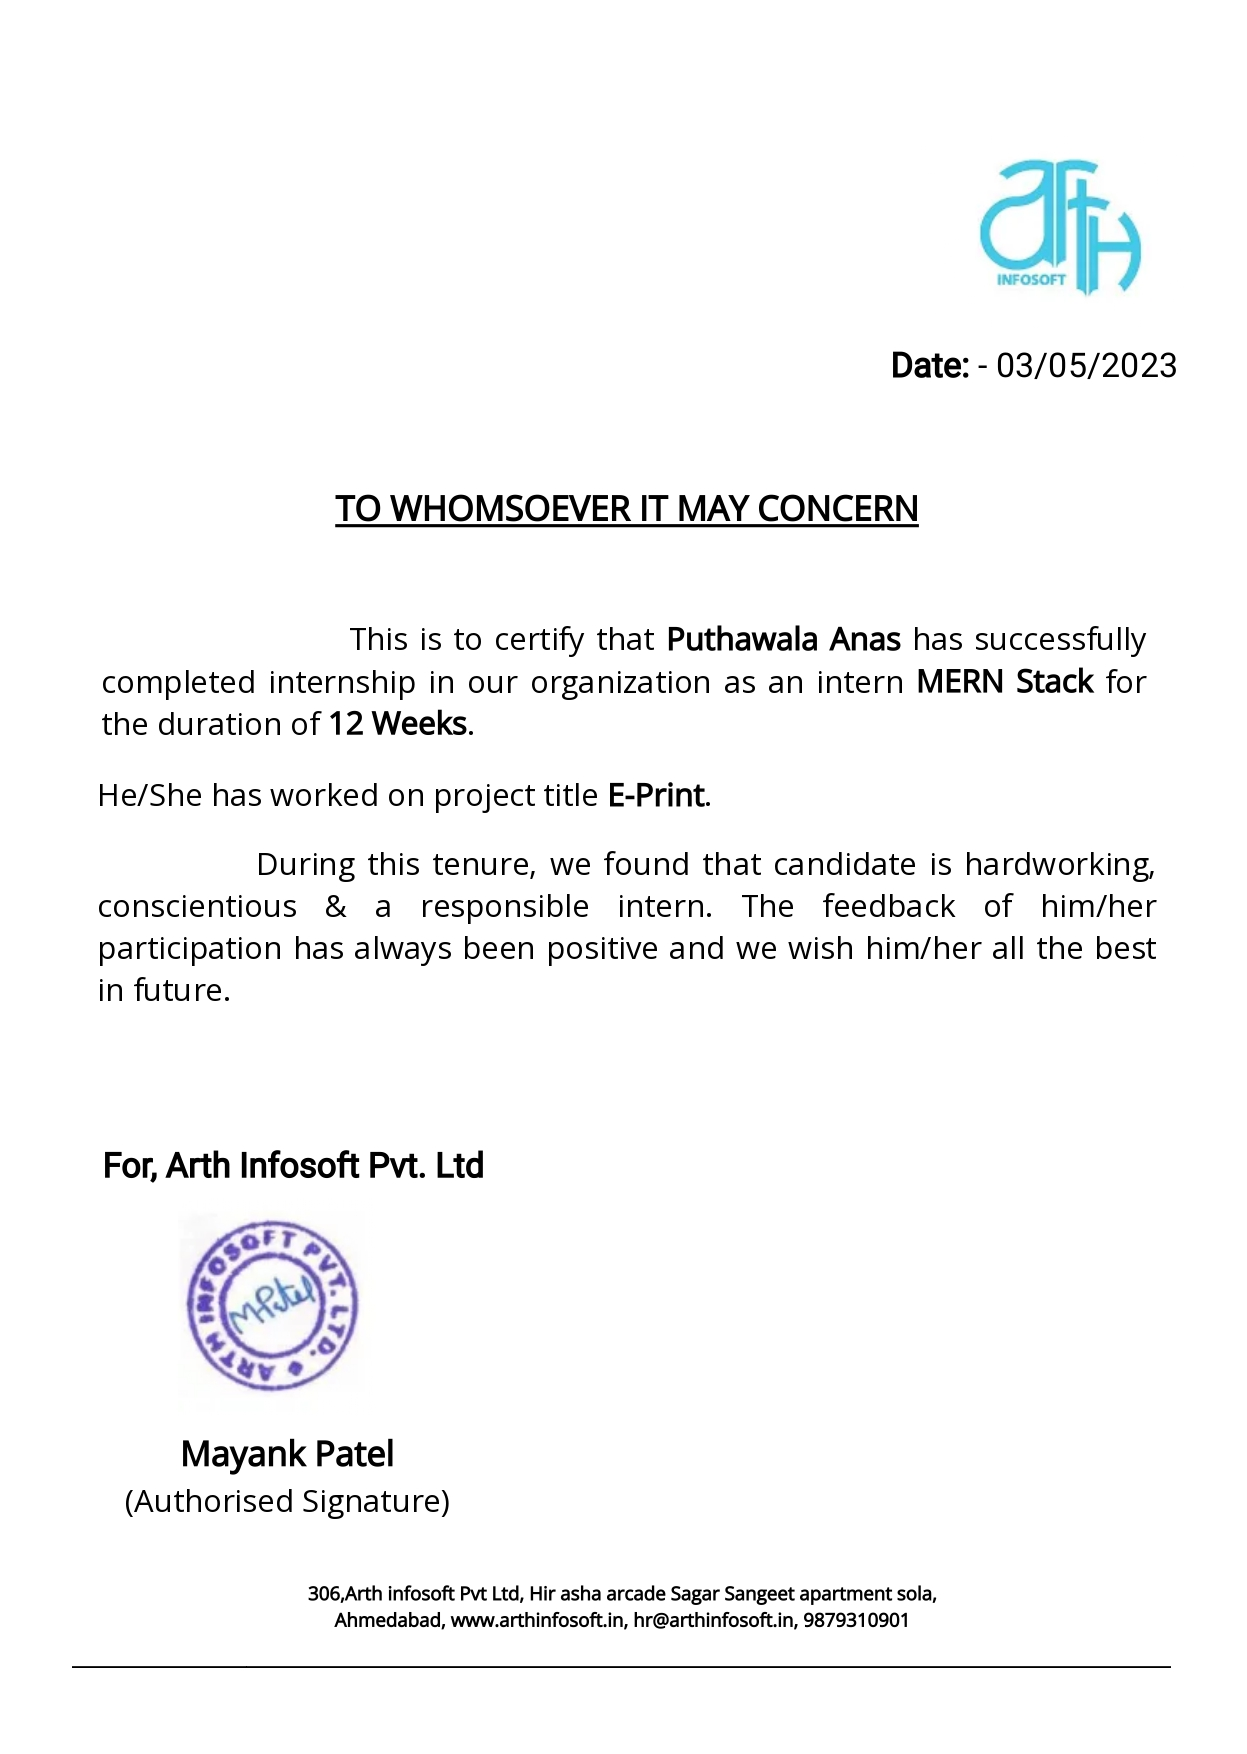 arth
INFOSOFT
Date: - 03/05/2023
TO WHOMSOEVER IT MAY CONCERN
This is to certify that Puthawala Anas has successfully
completed internship in our organization as an intern MERN Stack for
the duration of 12 Weeks.
He/She has worked on project title E-Print.
During this tenure, we found that candidate is hardworking,
conscientious & a responsible intern. The feedback of him/her
participation has always been positive and we wish him/her all the best
in future.
For, Arth Infosoft Pvt. Ltd
ARTH INFOSOFT PVT. LTD.
MPatel
Mayank Patel
(Authorised Signature)
306,Arth infosoft Pvt Ltd, Hir asha arcade Sagar Sangeet apartment sola,
Ahmedabad, www.arthinfosoft.in, hr@arthinfosoft.in, 9879310901